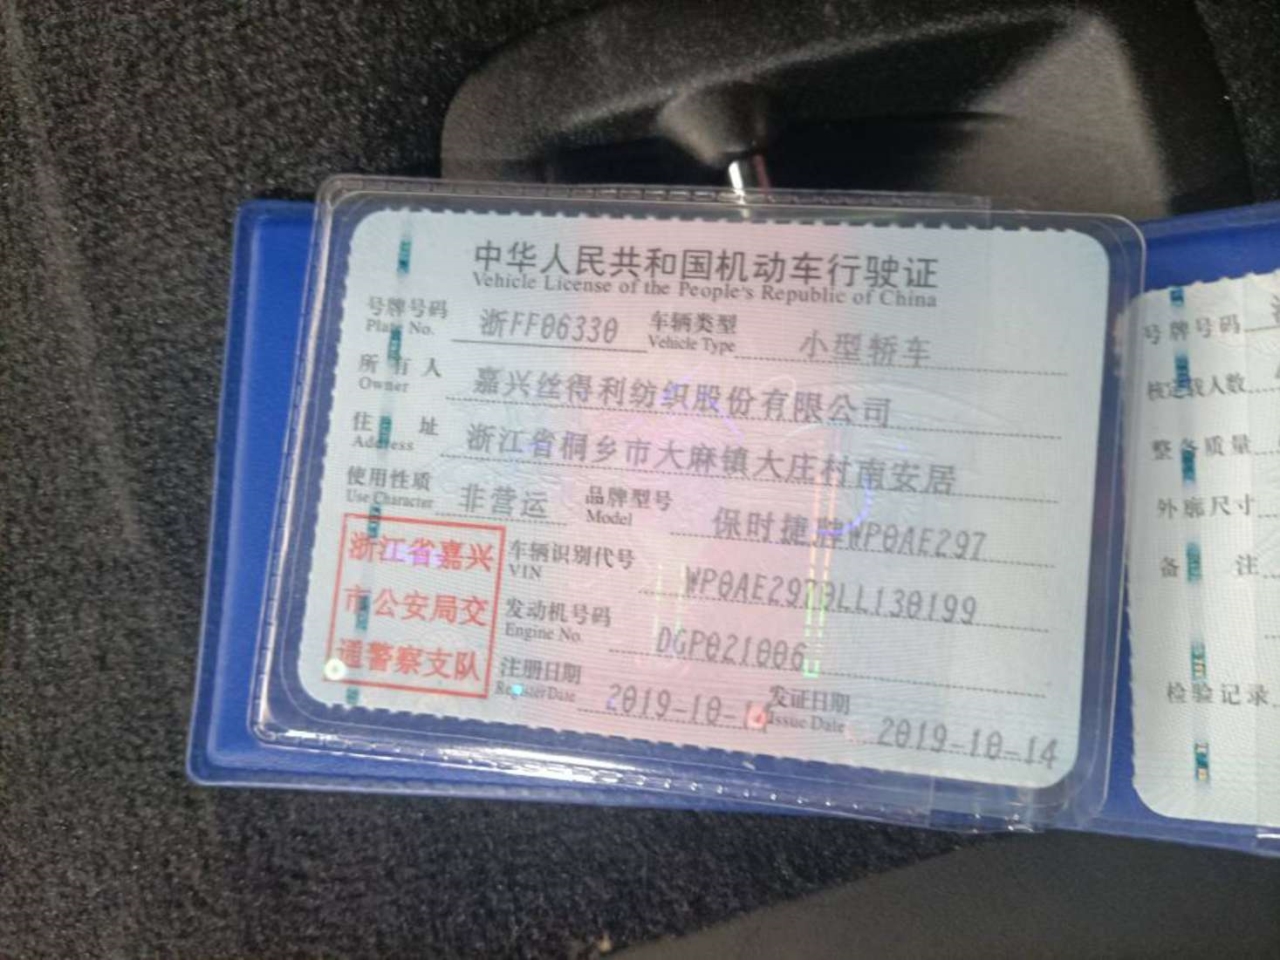 中华人民共和国机动车行驶证
Vehicle License of the People's Republic of China
号牌号码 浙FF06330 车辆类型 小型轿车
Plate No. Vehicle Type
所有人 嘉兴丝得利纺织股份有限公司
Owner
住址 浙江省桐乡市大麻镇大庄村南安居
Address
使用性质 非营运 品牌型号 保时捷牌WP0AE297
Use Character Model
浙江省嘉兴
市公安局交
通警察支队
车辆识别代号 WP0AE2970LL130199
VIN
发动机号码 DGP021006
Engine No.
注册日期 2019-10-14 发证日期 2019-10-14
Register Date Issue Date
号牌号码
核定载人数
整备质量
外廓尺寸
备注
检验记录